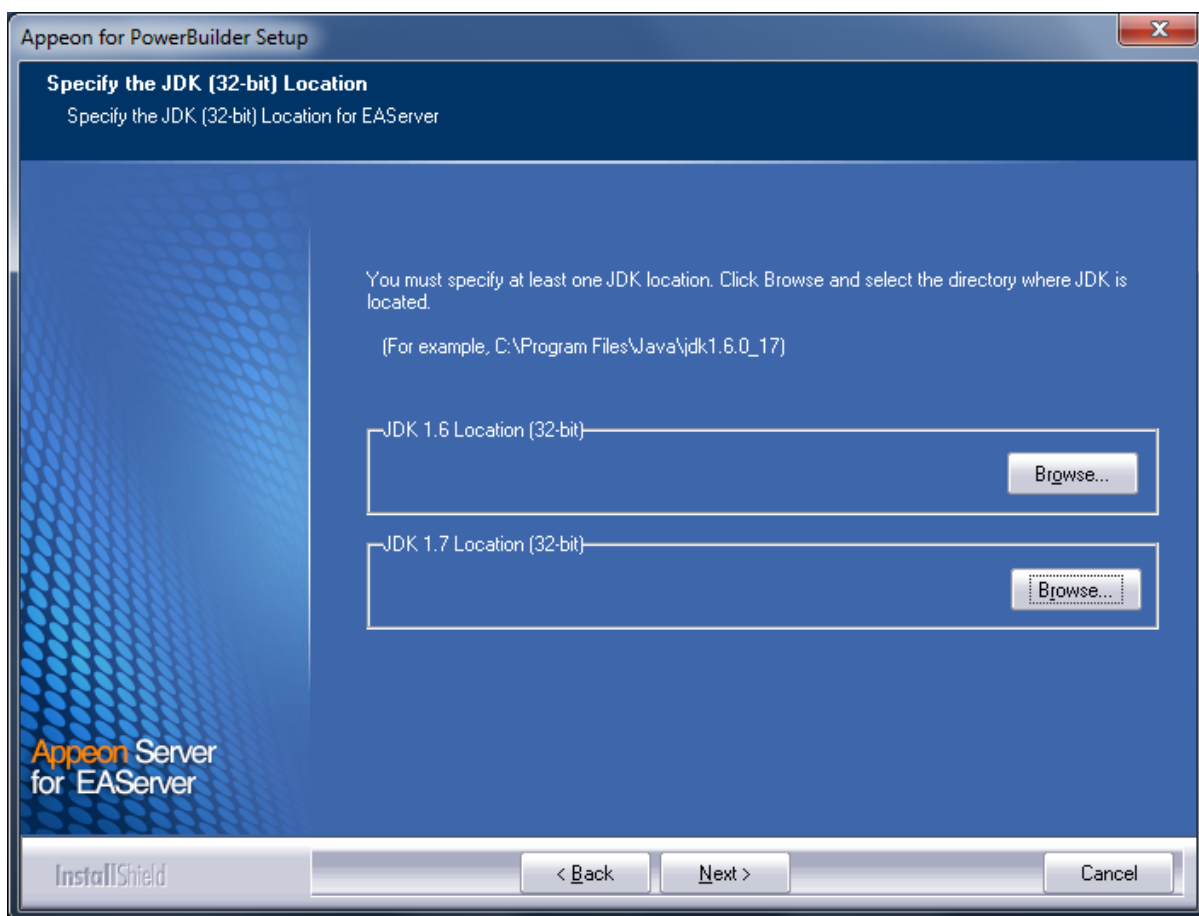 Appeon for PowerBuilder Setup
Specify the JDK (32-bit) Location
Specify the JDK (32-bit) Location for EAServer
You must specify at least one JDK location. Click Browse and select the directory where JDK is
located.
(For example, C:\Program Files\Java\jdk1.6.0_17)
JDK 1.6 Location (32-bit)
Browse...
JDK 1.7 Location (32-bit)
Browse...
Appeon Server
for EAServer
InstallShield
< Back
Next >
Cancel